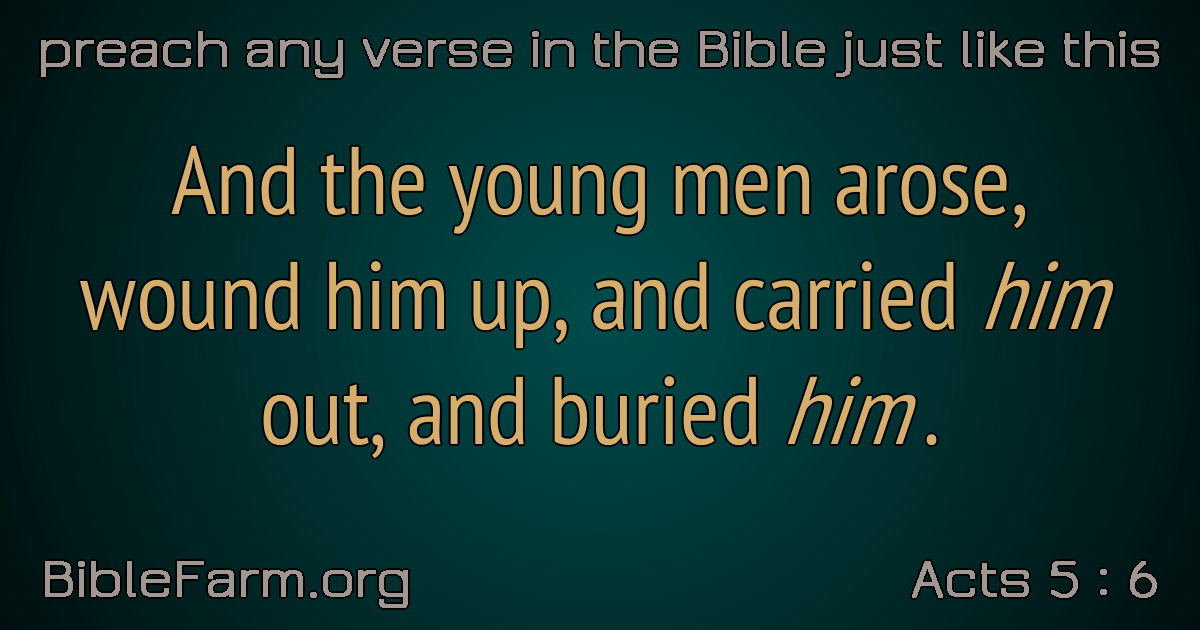 preach any verse in the Bible just like this
And the young men arose,
wound him up, and carried him
out, and buried him.
BibleFarm.org
Acts 5 : 6